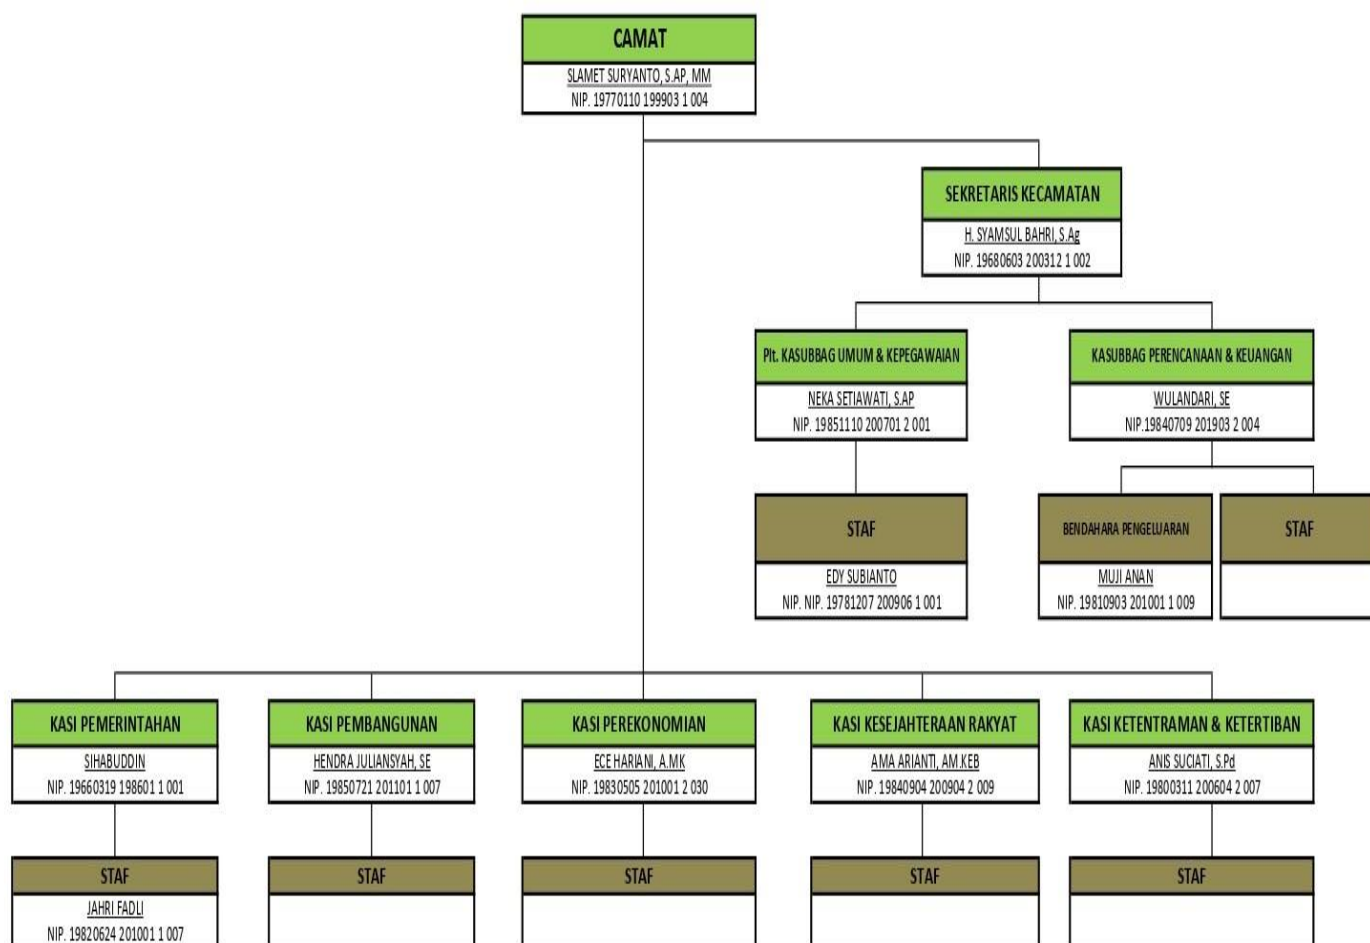 CAMAT
SLAMET SURYANTO, S.AP, MM
NIP. 19770110 199903 1 004
SEKRETARIS KECAMATAN
H. SYAMSUL BAHRI, S.Ag
NIP. 19680603 200312 1 002
Plt. KASUBBAG UMUM & KEPEGAWAIAN
NEKA SETIAWATI, S.AP
NIP. 19851110 200701 2 001
KASUBBAG PERENCANAAN & KEUANGAN
WULANDARI, SE
NIP.19840709 201903 2 004
STAF
EDY SUBIANTO
NIP. NIP. 19781207 200906 1 001
BENDAHARA PENGELUARAN
MUJI ANAN
NIP. 19810903 201001 1 009
STAF
KASI PEMERINTAHAN
SIHABUDDIN
NIP. 19660319 198601 1 001
KASI PEMBANGUNAN
HENDRA JULIANSYAH, SE
NIP. 19850721 201101 1 007
KASI PEREKONOMIAN
ECE HARIANI, A.MK
NIP. 19830505 201001 2 030
KASI KESEJAHTERAAN RAKYAT
AMA ARIANTI, AM.KEB
NIP. 19840904 200904 2 009
KASI KETENTRAMAN & KETERTIBAN
ANIS SUCIATI, S.Pd
NIP. 19800311 200604 2 007
STAF
JAHRI FADLI
NIP. 19820624 201001 1 007
STAF
STAF
STAF
STAF